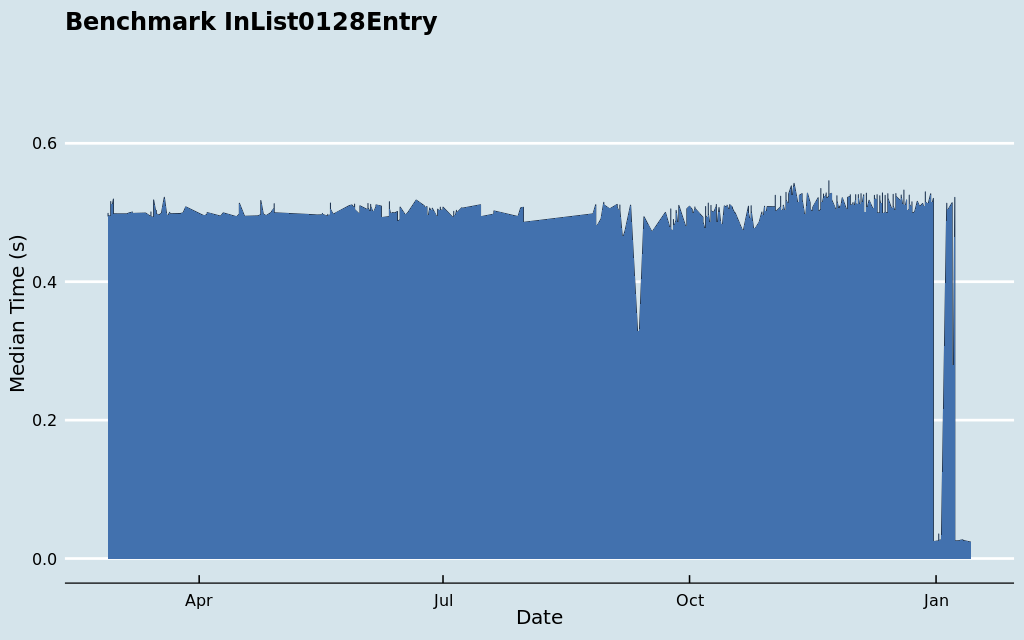 Benchmark InList0128Entry
0.6
0.4
0.2
0.0
Median Time (s)
Apr
Jul
Oct
Jan
Date